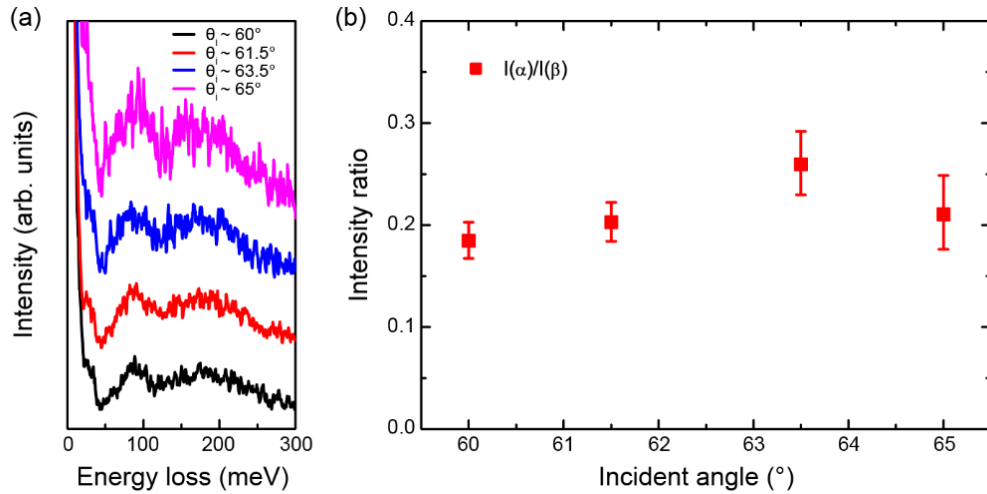 (a)
θI ~ 60°
θI ~ 61.5°
θI ~ 63.5°
θI ~ 65°
Intensity (arb. units)
0 100 200 300
Energy loss (meV)
(b)
I(α)/I(β)
Intensity ratio
0.4
0.3
0.2
0.1
0.0
60 61 62 63 64 65
Incident angle (°)